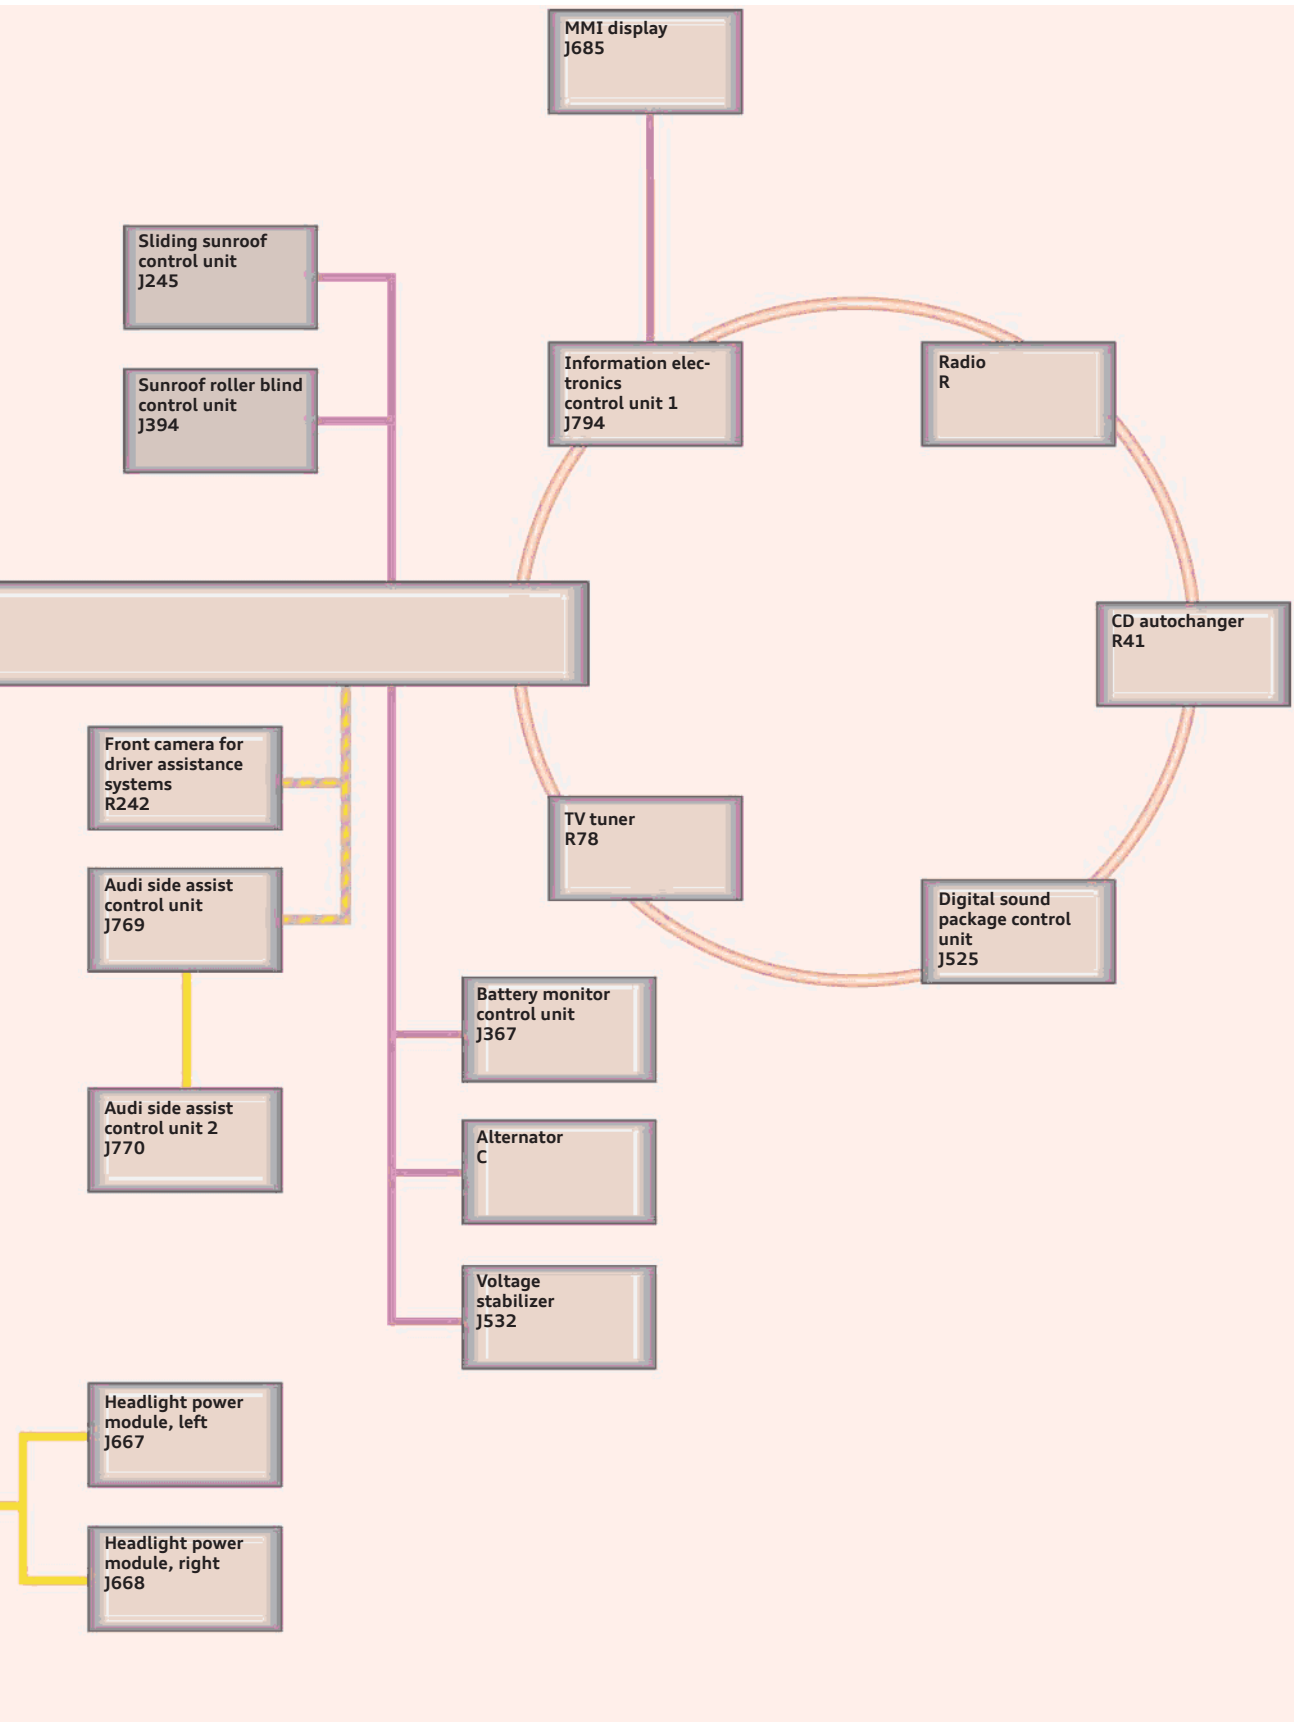 MMI display
J685
Sliding sunroof
control unit
J245
Sunroof roller blind
control unit
J394
Information elec-
tronics
control unit 1
J794
Radio
R
CD autochanger
R41
Front camera for
driver assistance
systems
R242
TV tuner
R78
Audi side assist
control unit
J769
Digital sound
package control
unit
J525
Battery monitor
control unit
J367
Audi side assist
control unit 2
J770
Alternator
C
Voltage
stabilizer
J532
Headlight power
module, left
J667
Headlight power
module, right
J668